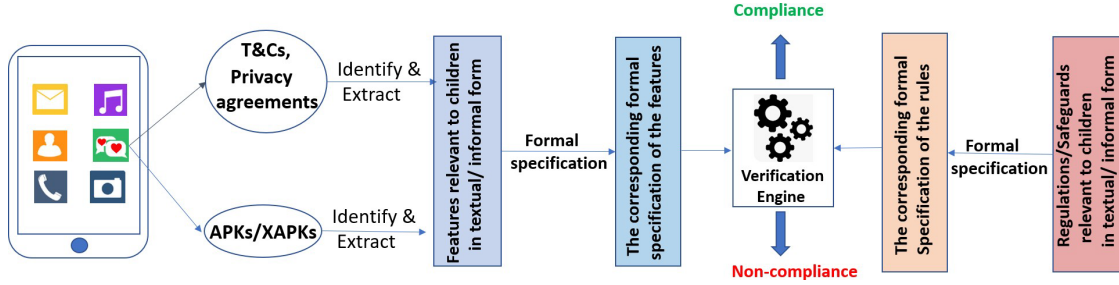 T&Cs,
Privacy
agreements
Identify &
Extract
APKs/XAPKs
Identify &
Extract
Features relevant to children
in textual/ informal form
Formal
specification
The corresponding formal
specification of the features
Compliance
Verification
Engine
Non-compliance
The corresponding formal
Specification of the rules
Formal
specification
Regulations/Safeguards
relevant to children
in textual/ informal form